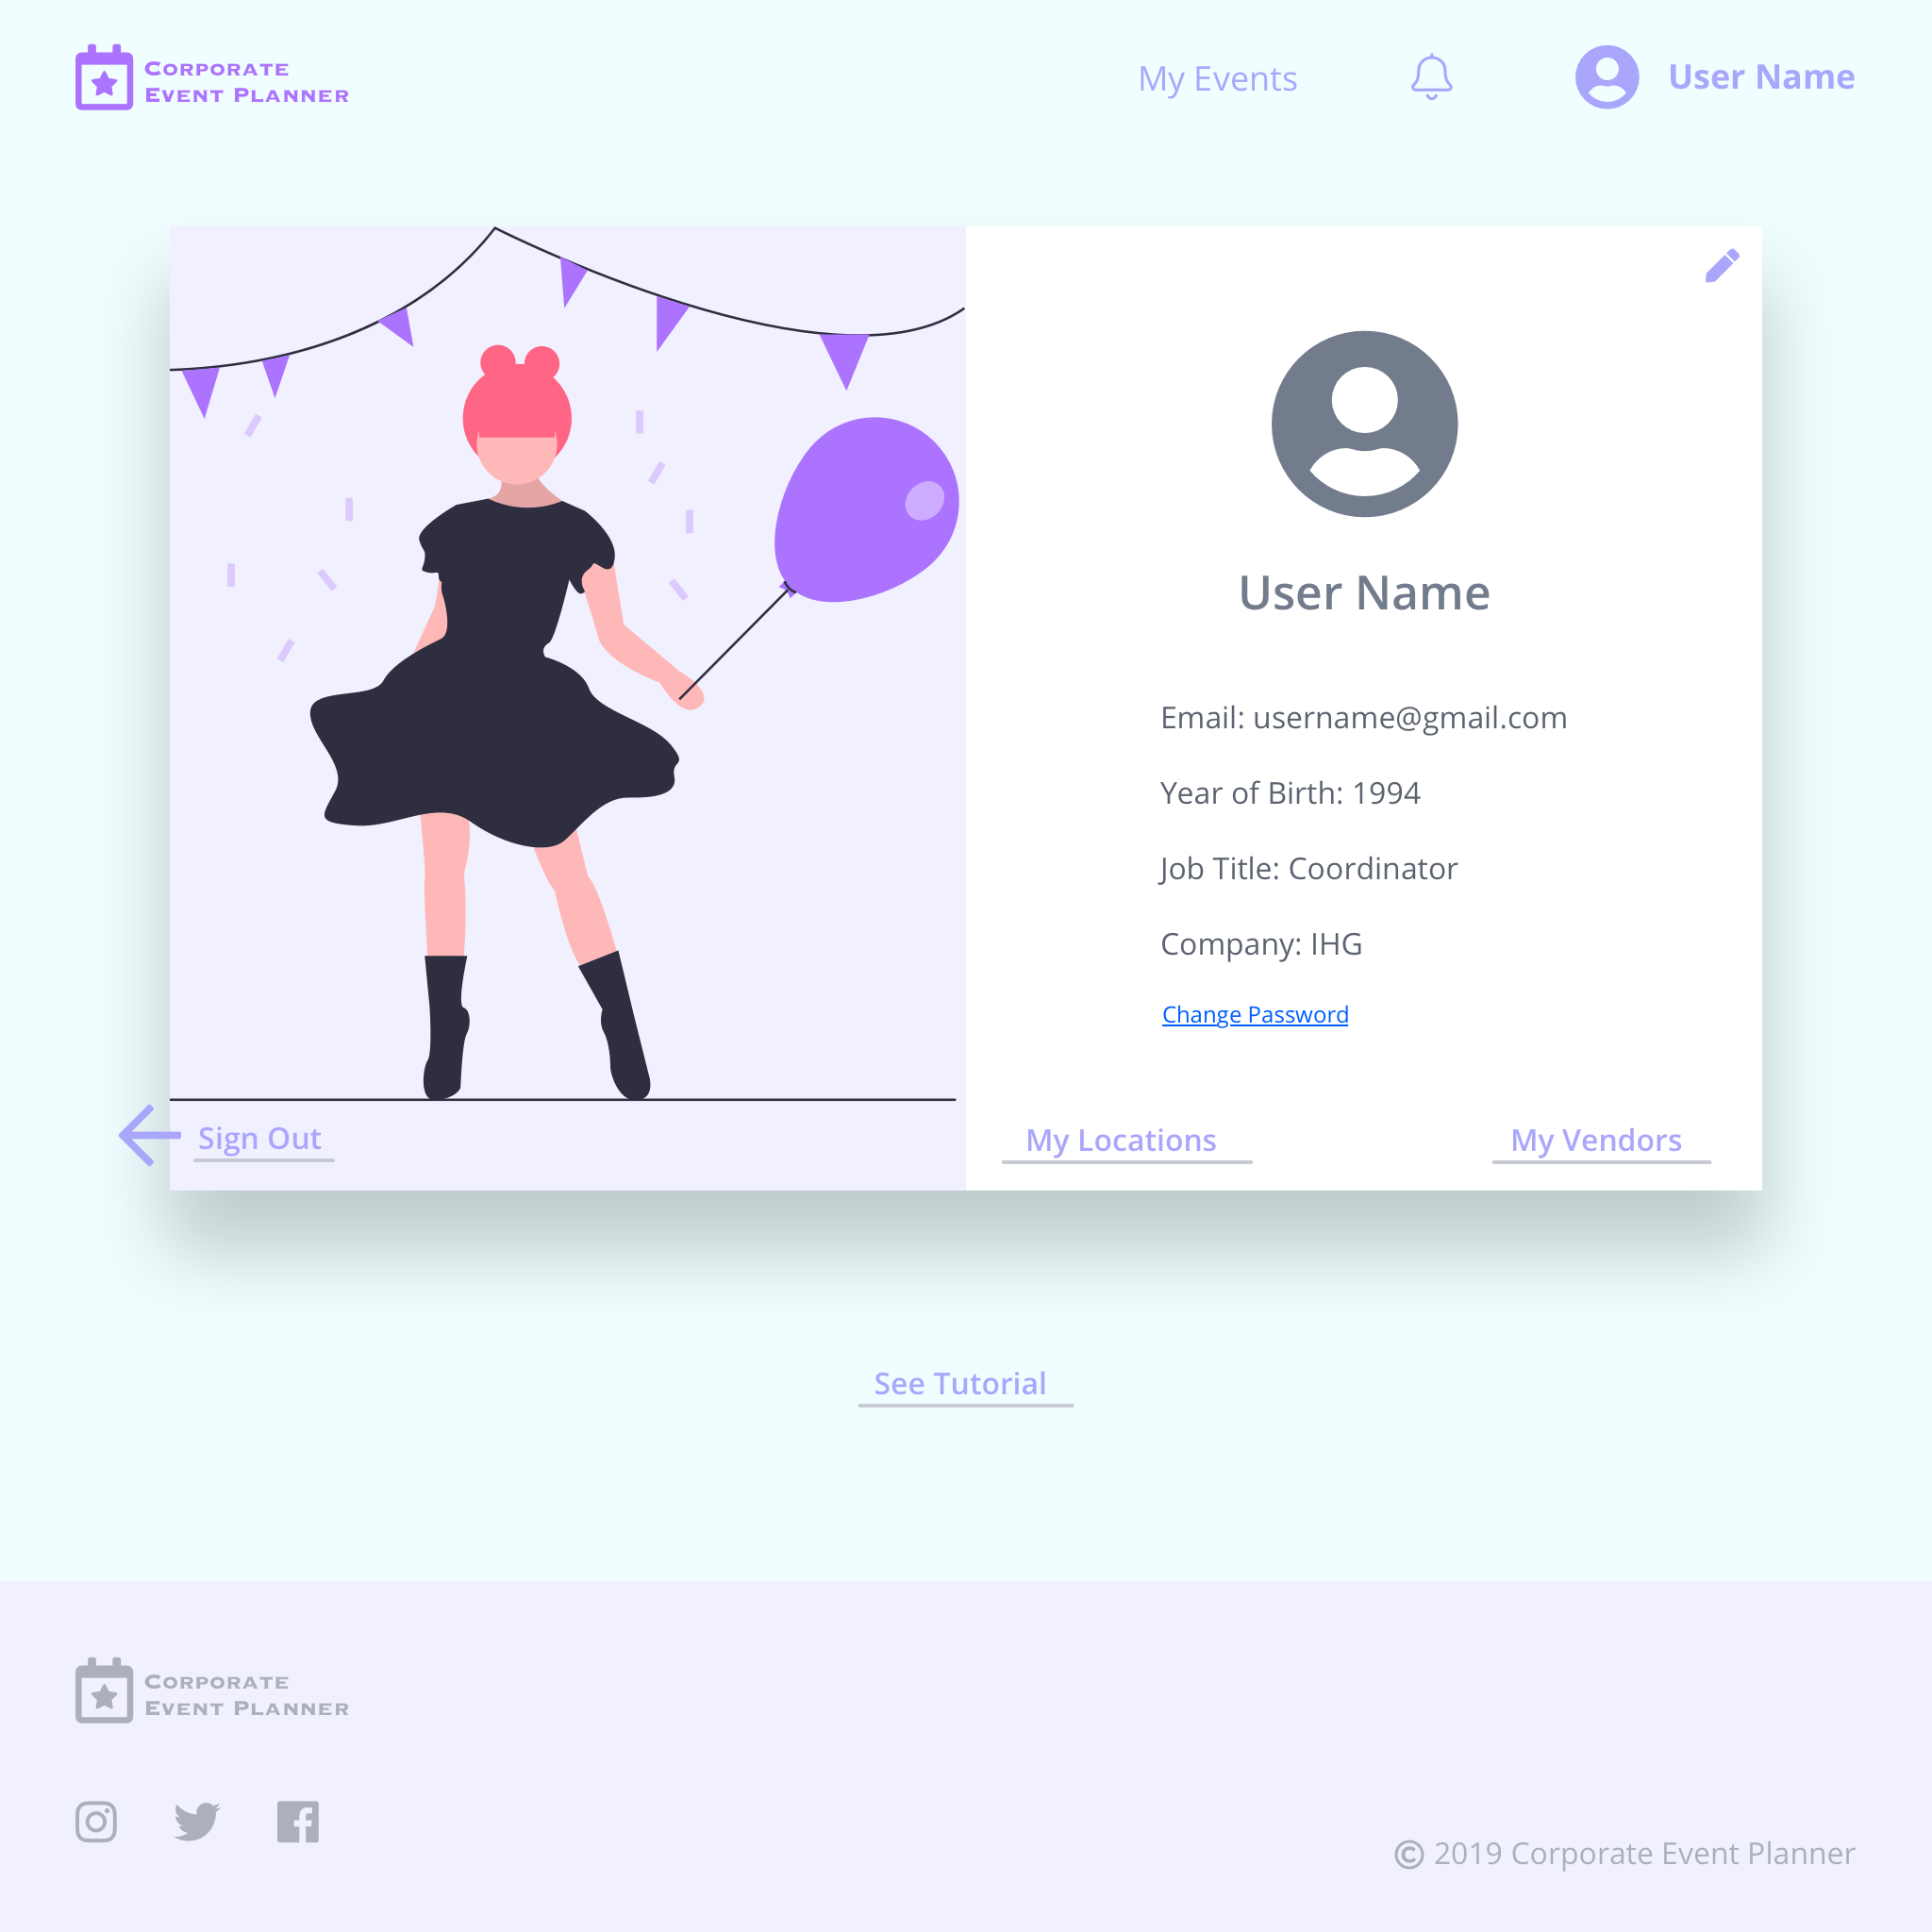 CORPORATE
EVENT PLANNER
My Events
User Name
User Name
Email: username@gmail.com
Year of Birth: 1994
Job Title: Coordinator
Company: IHG
Change Password
Sign Out
My Locations
My Vendors
See Tutorial
CORPORATE
EVENT PLANNER
© 2019 Corporate Event Planner